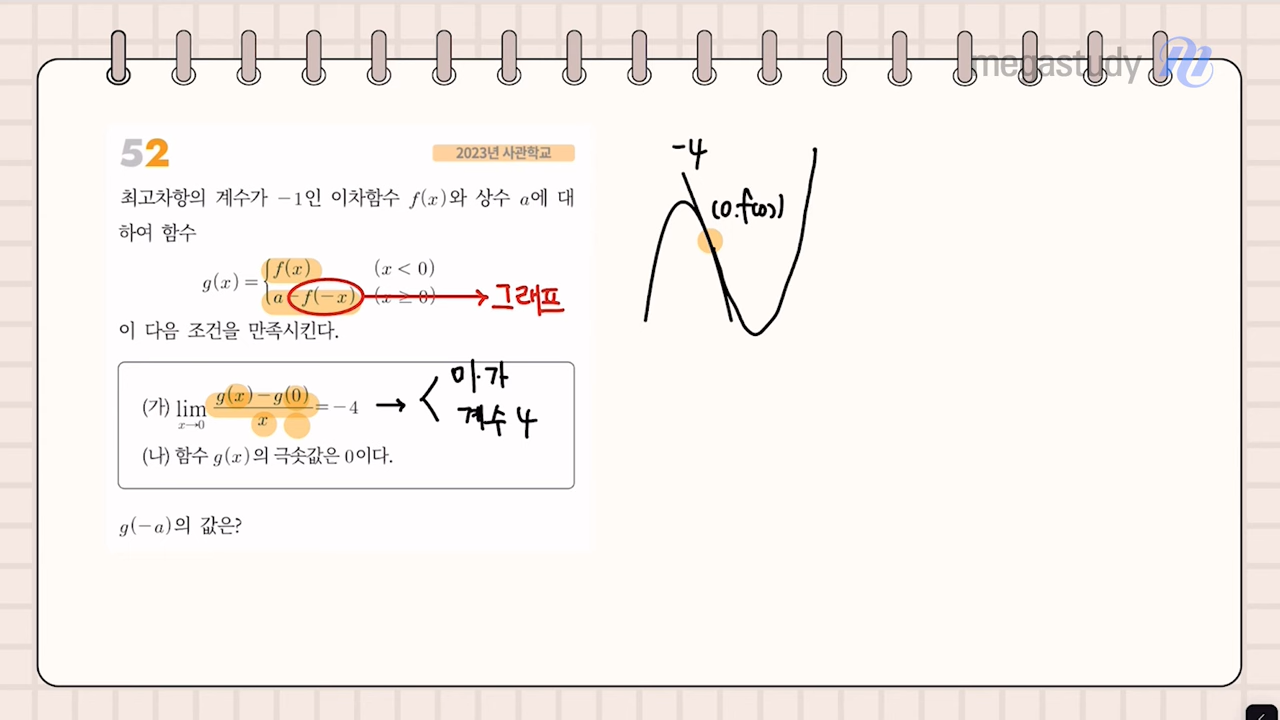 megastudy
52
2023년 사관학교
최고차항의 계수가 −1인 이차함수 f(x)와 상수 a에 대
하여 함수
g(x) = { f(x) (x < 0)
a − f(−x) (x ≥ 0) → 그래프
이 다음 조건을 만족시킨다.
(가) lim x→0 (g(x) − g(0))/x = −4 → < 미·가
계수 4
(나) 함수 g(x)의 극솟값은 0이다.
g(−a)의 값은?
-4
(0.f(0))